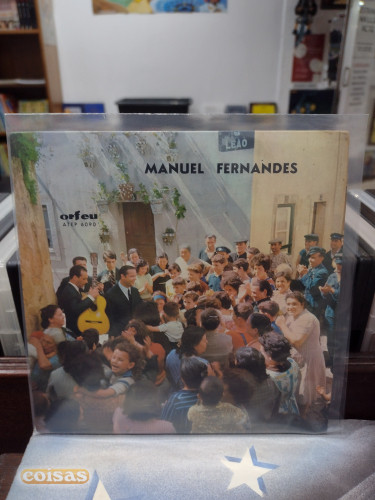 LEÃO
MANUEL FERNANDES
orfeu
ATEP 6090
coisas